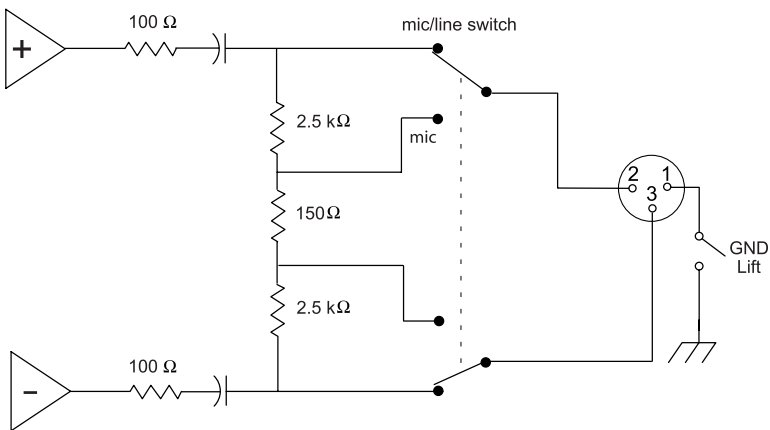 100 Ω
mic/line switch
+
2.5 kΩ
mic
2 1
3
150Ω
GND
Lift
2.5 kΩ
100 Ω
-